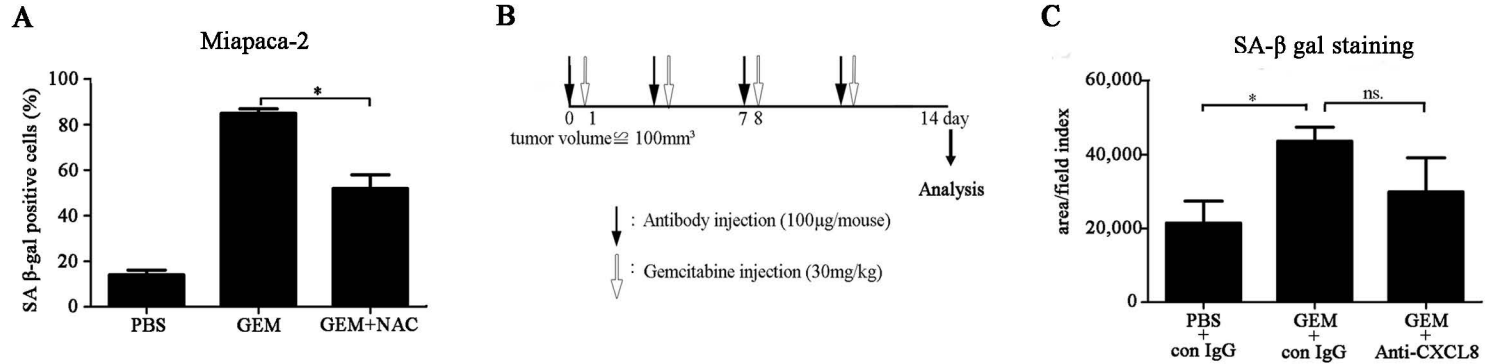 A
Miapaca-2
SA β-gal positive cells (%)
100
80
60
40
20
0
*
PBS
GEM
GEM+NAC
B
0 1 7 8 14 day
tumor volume≦ 100mm³
Analysis
: Antibody injection (100μg/mouse)
: Gemcitabine injection (30mg/kg)
C
SA-β gal staining
area/field index
60,000
40,000
20,000
0
*
ns.
PBS
+
con IgG
GEM
+
con IgG
GEM
+
Anti-CXCL8